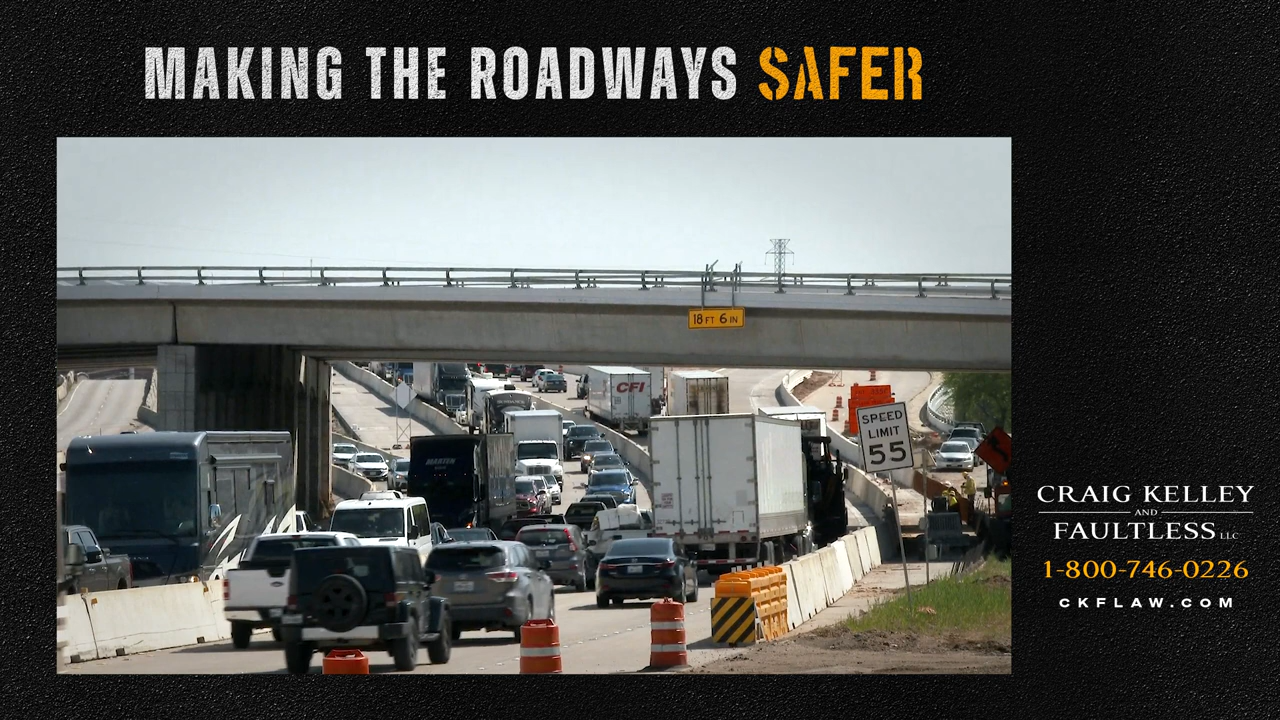 MAKING THE ROADWAYS SAFER
18 FT 6 IN
CFI
SPEED
LIMIT
55
MARTEN
CRAIG KELLEY
AND
FAULTLESS LLC
1-800-746-0226
CKFLAW.COM